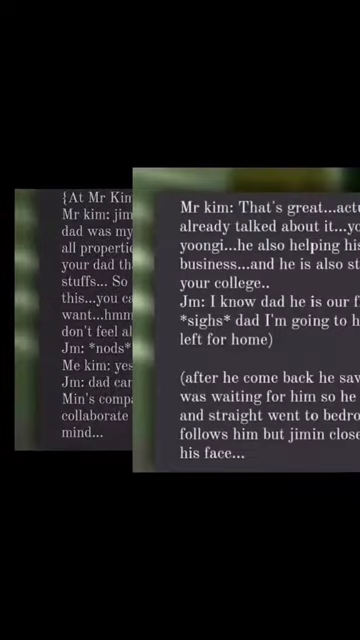 {At Mr Kim
Mr kim: jim
dad was my
all propertie
your dad tha
stuffs... So
this...you ca
want...hmm
don't feel al
Jm: *nods*
Me kim: yes
Jm: dad can
Min's compa
collaborate
mind...
Mr kim: That's great...actu
already talked about it...yo
yoongi...he also helping his
business...and he is also st
your college..
Jm: I know dad he is our f
*sighs* dad I'm going to h
left for home)
(after he come back he saw
was waiting for him so he
and straight went to bedro
follows him but jimin close
his face...